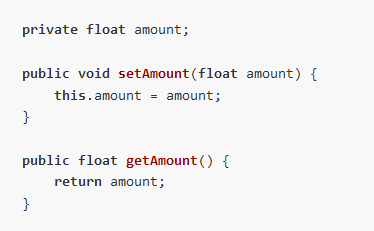 private float amount;
public void setAmount(float amount) {
    this.amount = amount;
}
public float getAmount() {
    return amount;
}